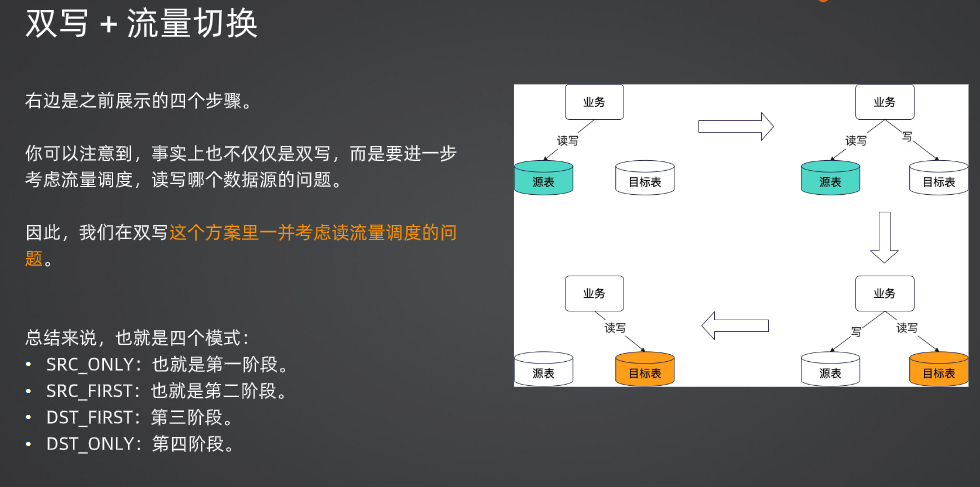 双写 + 流量切换
右边是之前展示的四个步骤。
你可以注意到，事实上也不仅仅是双写，而是要进一步
考虑流量调度，读写哪个数据源的问题。
因此，我们在双写这个方案里一并考虑读流量调度的问
题。
总结来说，也就是四个模式：
• SRC_ONLY：也就是第一阶段。
• SRC_FIRST：也就是第二阶段。
• DST_FIRST：第三阶段。
• DST_ONLY：第四阶段。
业务
读写
源表
目标表
业务
读写
写
源表
目标表
业务
写
读写
源表
目标表
业务
读写
源表
目标表